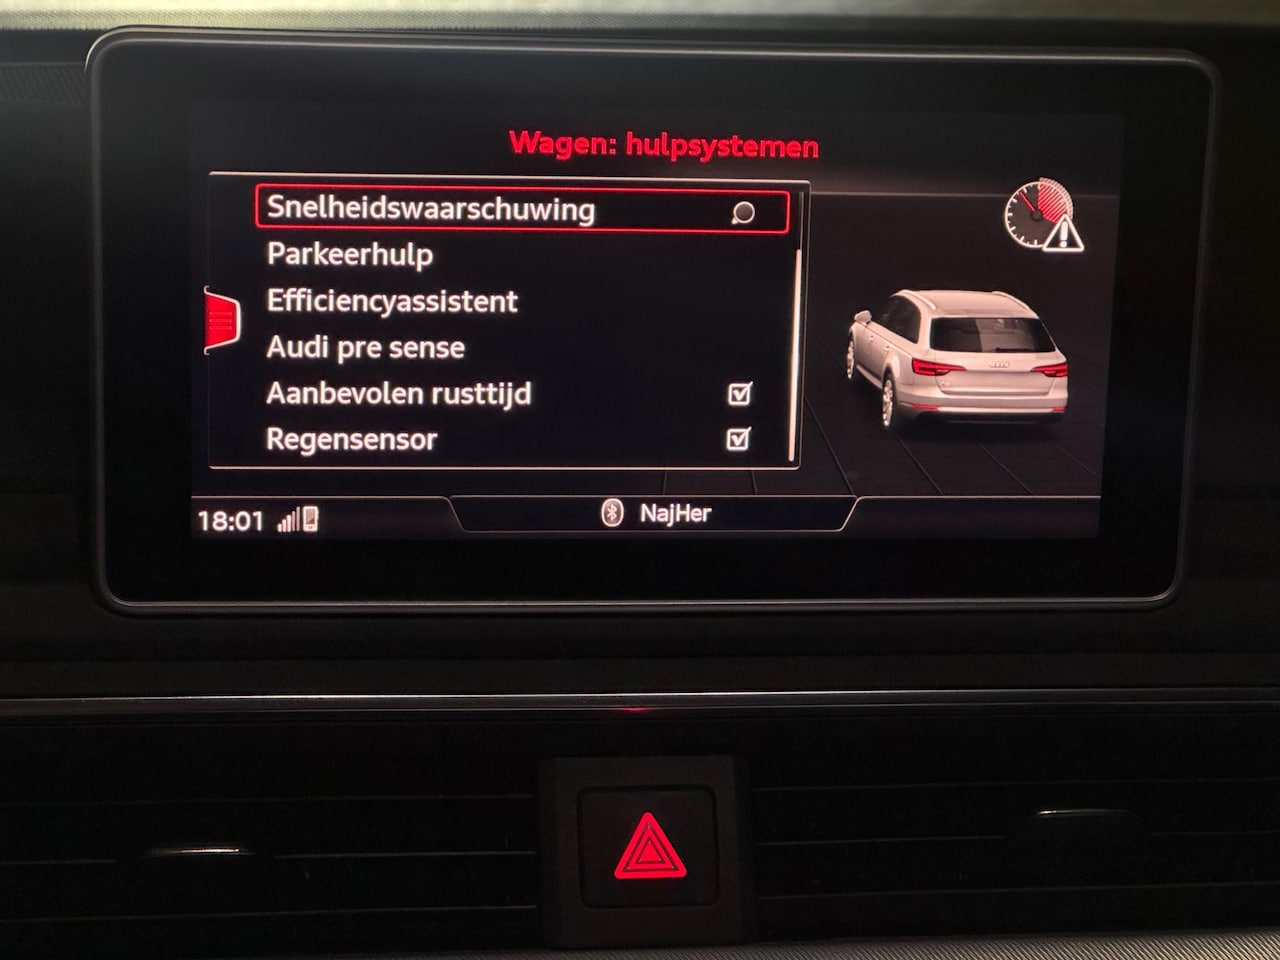 Wagen: hulpsystemen
Snelheidswaarschuwing
Parkeerhulp
Efficiencyassistent
Audi pre sense
Aanbevolen rusttijd
Regensensor
18:01
NajHer